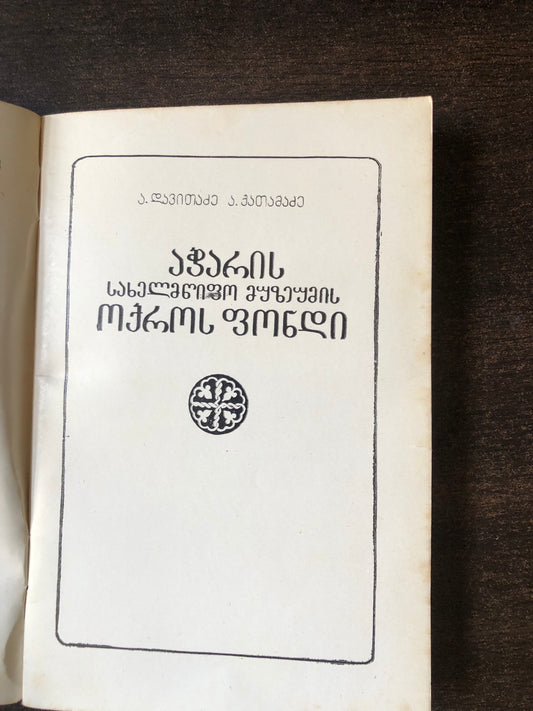 ა. დავითაძე ა. კათამაძე
აჭარის
სახელმწიფო მუზეუმის
ოქროს ფონდი